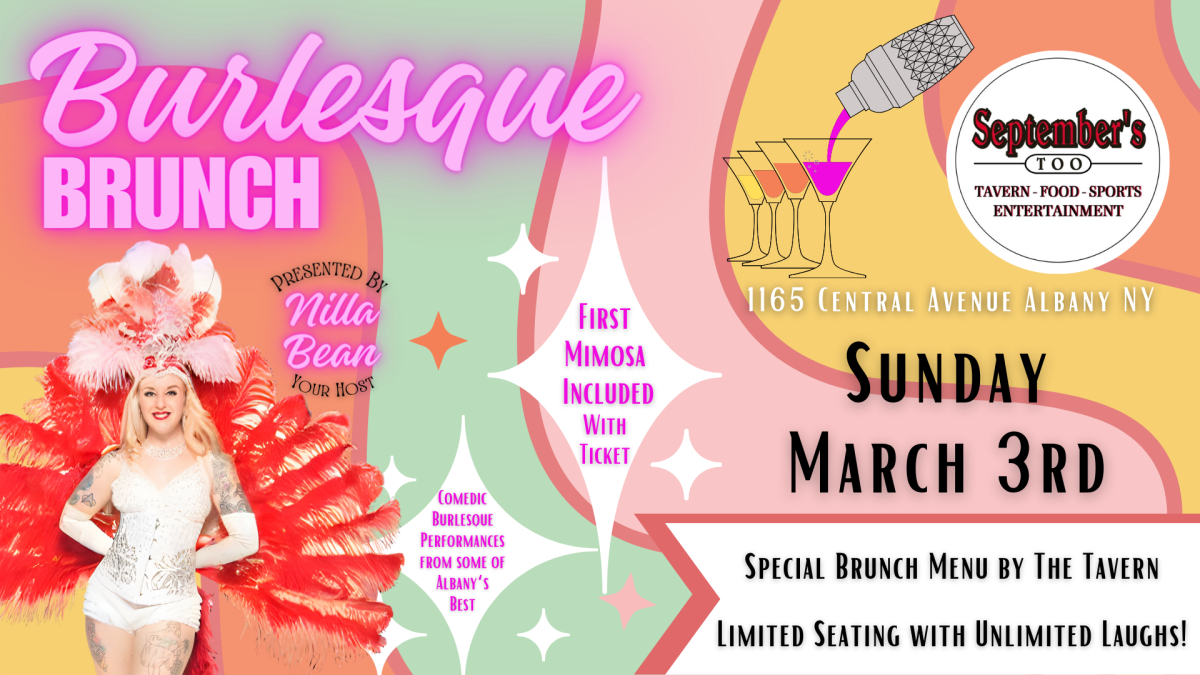 Burlesque
BRUNCH
PRESENTED BY
Nilla
Bean
YOUR HOST
FIRST
MIMOSA
INCLUDED
WITH
TICKET
COMEDIC
BURLESQUE
PERFORMANCES
FROM SOME OF
ALBANY'S
BEST
September's
TOO
TAVERN - FOOD - SPORTS
ENTERTAINMENT
1165 CENTRAL AVENUE ALBANY NY
SUNDAY
MARCH 3RD
SPECIAL BRUNCH MENU BY THE TAVERN
LIMITED SEATING WITH UNLIMITED LAUGHS!